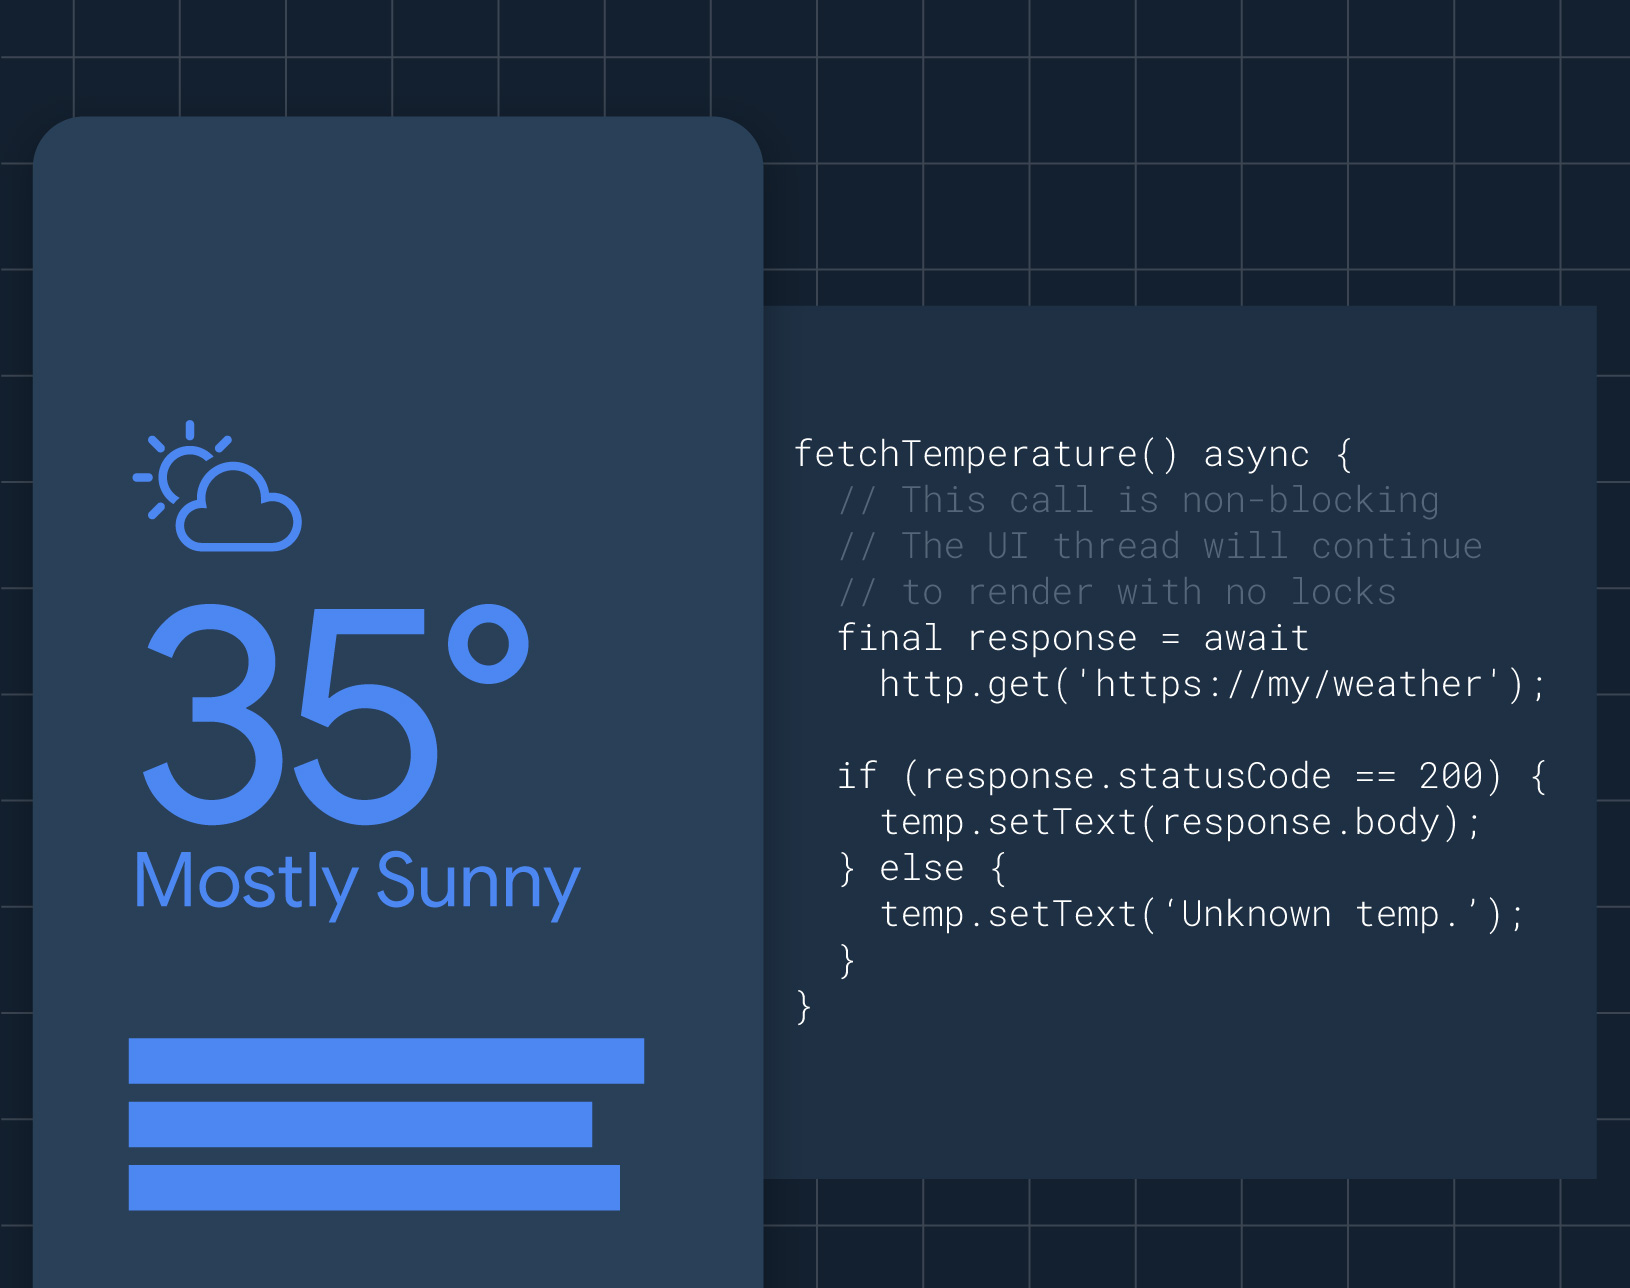 35°
Mostly Sunny
fetchTemperature() async {
  // This call is non-blocking
  // The UI thread will continue
  // to render with no locks
  final response = await
    http.get('https://my/weather');

  if (response.statusCode == 200) {
    temp.setText(response.body);
  } else {
    temp.setText(‘Unknown temp.’);
  }
}